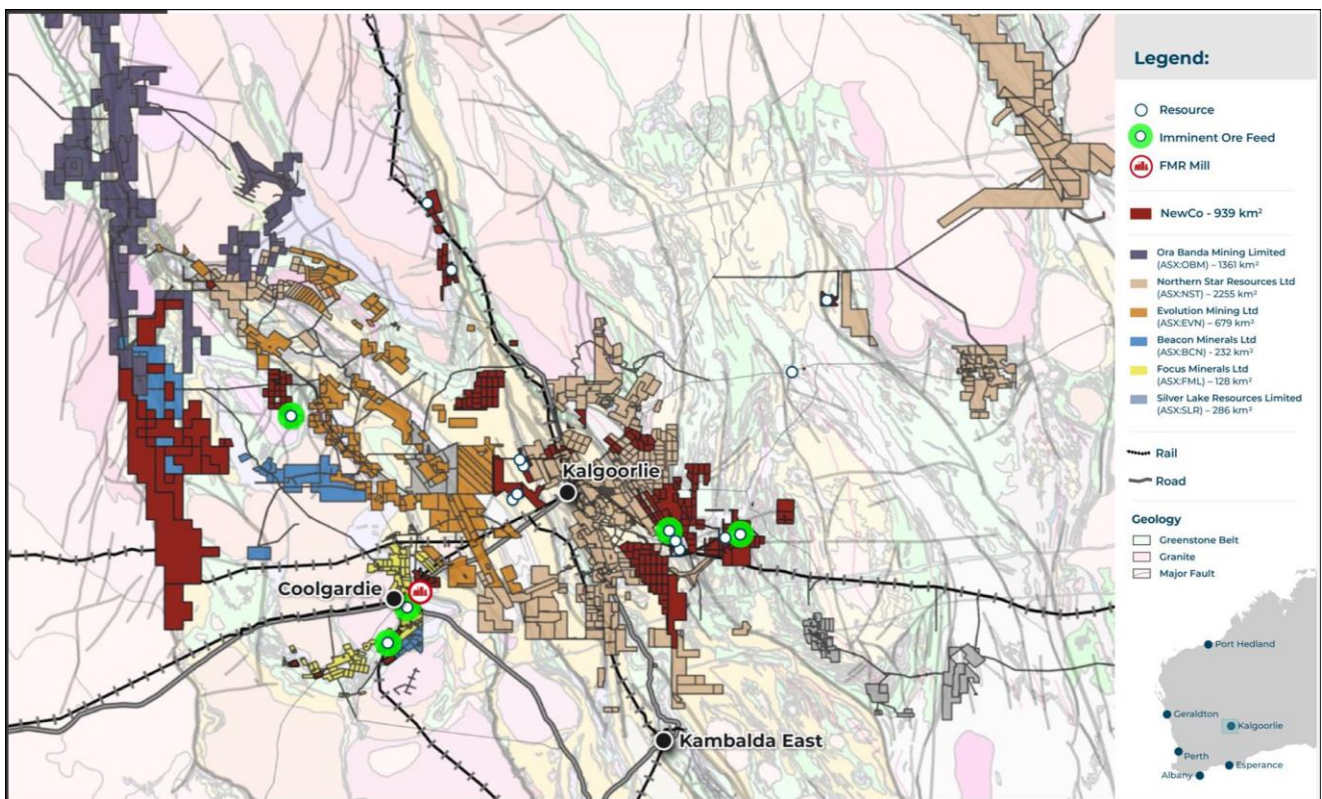 Kalgoorlie
Coolgardie
Kambalda East
Legend:
Resource
Imminent Ore Feed
FMR Mill
NewCo - 939 km²
Ora Banda Mining Limited
(ASX:OBM) – 1361 km²
Northern Star Resources Ltd
(ASX:NST) – 2255 km²
Evolution Mining Ltd
(ASX:EVN) – 679 km²
Beacon Minerals Ltd
(ASX:BCN) – 232 km²
Focus Minerals Ltd
(ASX:FML) – 128 km²
Silver Lake Resources Limited
(ASX:SLR) – 286 km²
Rail
Road
Geology
Greenstone Belt
Granite
Major Fault
Port Hedland
Geraldton
Kalgoorlie
Perth
Esperance
Albany